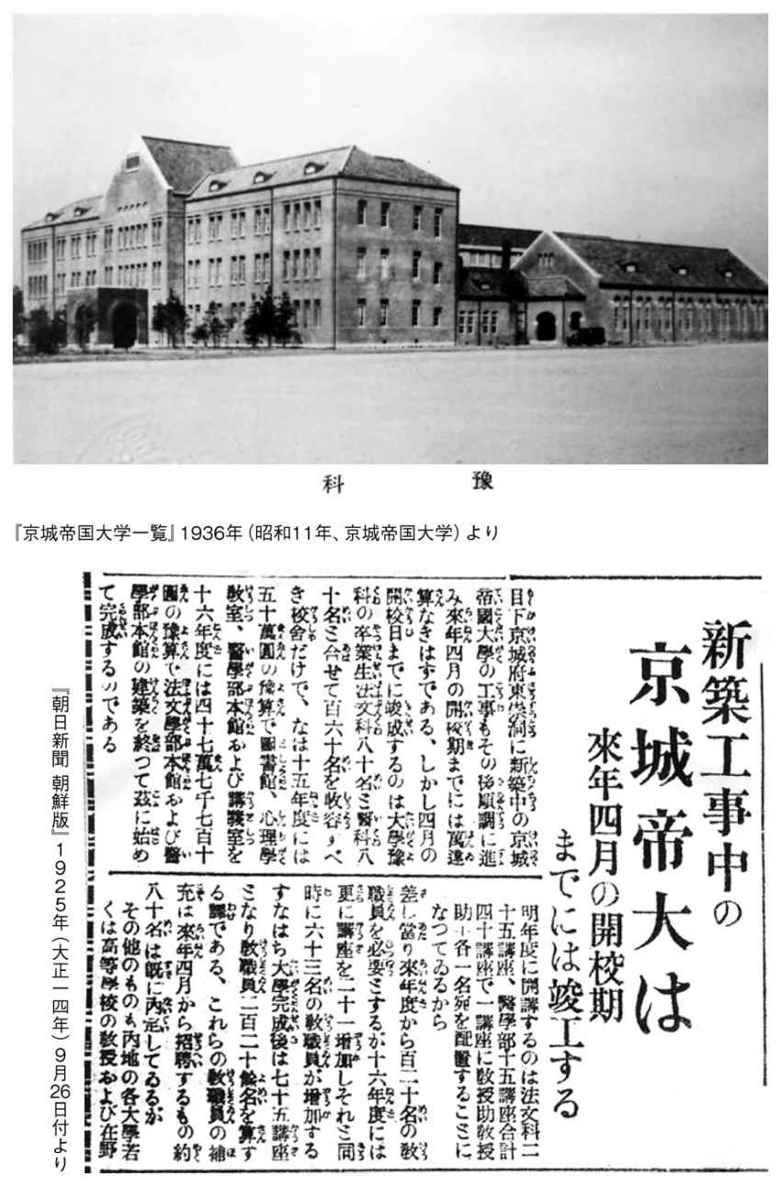 豫科
『京城帝国大学一覧』1936年(昭和11年、京城帝国大学)より
新築工事中の
京城帝大は
來年四月の開校期
までには竣工する
目下京城府東崇洞に新築中の京城
帝國大學の工事もその後順調に進
み來年四月の開校期までには萬違
算なきはずである、しかし四月の
開校日までに竣成するのは大學豫
科の卒業生法文科八十名と醫科八
十名と合せて百六十名を收容すべ
き校舍だけで、なほ十五年度には
五十萬圓の豫算で圖書館、心理學
教室、醫學部本館および講義室を
十六年度には四十七萬七千七百十
圓の豫算で法文學部本館および醫
學部本館の建築を終つて茲に始め
て完成するのである
明年度に開講するのは法文科二
十五講座、醫學部十五講座合計
四十講座で一講座に教授助教授
助手各一名宛を配置することに
なつてゐるから
差し當り來年度から百二十名の教
職員を必要とするが十六年度には
更に講座を二十一増加しそれと同
時に六十三名の教職員が増加する
すなはち大學完成後は七十五講座
となり教職員二百二十餘名を算す
る譯である、これらの教職員の補
充は來年四月から招聘するもの約
八十名は既に内定してゐるが
その他のものも内地の各大學若
くは高等學校の教授および在野
『朝日新聞 朝鮮版』1925年(大正一四年)9月26日付より